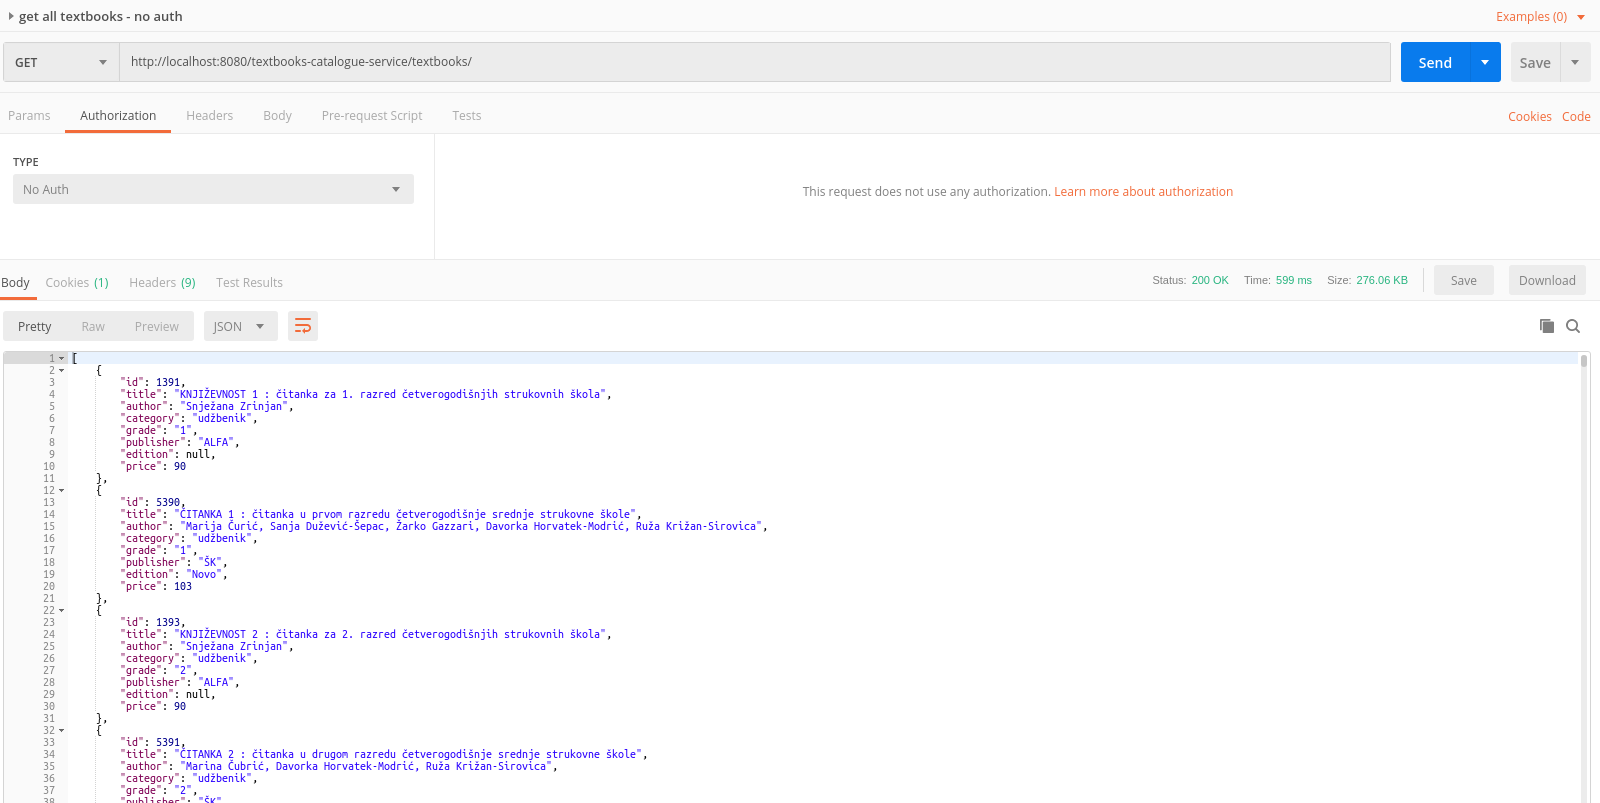 get all textbooks - no auth
Examples (0)
GET http://localhost:8080/textbooks-catalogue-service/textbooks/ Send Save
Params Authorization Headers Body Pre-request Script Tests Cookies Code
TYPE
No Auth
This request does not use any authorization. Learn more about authorization
Body Cookies (1) Headers (9) Test Results Status: 200 OK Time: 599 ms Size: 276.06 KB Save Download
Pretty Raw Preview JSON
1 [
2 {
3 "id": 1391,
4 "title": "KNJIŽEVNOST 1 : čitanka za 1. razred četverogodišnjih strukovnih škola",
5 "author": "Snježana Zrinjan",
6 "category": "udžbenik",
7 "grade": "1",
8 "publisher": "ALFA",
9 "edition": null,
10 "price": 90
11 },
12 {
13 "id": 5390,
14 "title": "ČITANKA 1 : čitanka u prvom razredu četverogodišnje srednje strukovne škole",
15 "author": "Marija Čurić, Sanja Dužević-Šepac, Žarko Gazzari, Davorka Horvatek-Modrić, Ruža Križan-Sirovica",
16 "category": "udžbenik",
17 "grade": "1",
18 "publisher": "ŠK",
19 "edition": "Novo",
20 "price": 103
21 },
22 {
23 "id": 1393,
24 "title": "KNJIŽEVNOST 2 : čitanka za 2. razred četverogodišnjih strukovnih škola",
25 "author": "Snježana Zrinjan",
26 "category": "udžbenik",
27 "grade": "2",
28 "publisher": "ALFA",
29 "edition": null,
30 "price": 90
31 },
32 {
33 "id": 5391,
34 "title": "ČITANKA 2 : čitanka u drugom razredu četverogodišnje srednje strukovne škole",
35 "author": "Marina Čubrić, Davorka Horvatek-Modrić, Ruža Križan-Sirovica",
36 "category": "udžbenik",
37 "grade": "2",
38 "publisher": "ŠK"